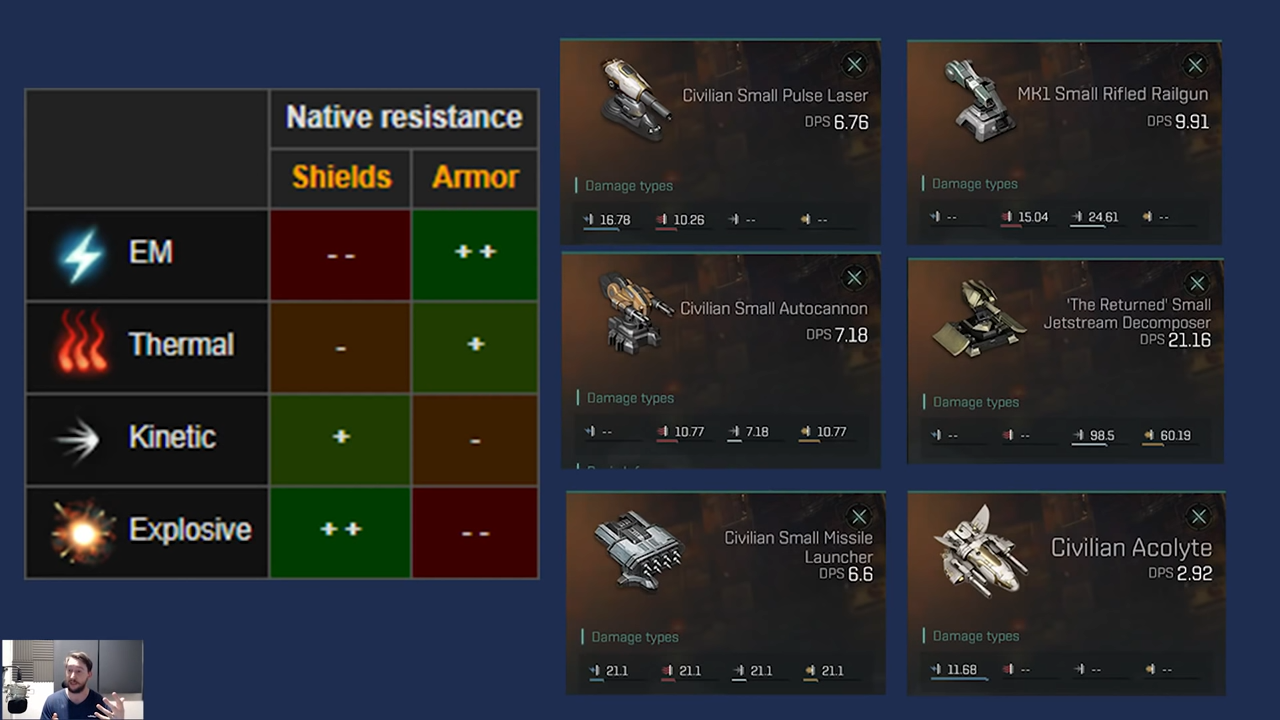 Native resistance
Shields Armor
EM -- ++
Thermal - +
Kinetic + -
Explosive ++ --
Civilian Small Pulse Laser
DPS 6.76
Damage types
16.78 10.26 -- --
MK1 Small Rifled Railgun
DPS 9.91
Damage types
-- 15.04 24.61 --
Civilian Small Autocannon
DPS 7.18
Damage types
-- 10.77 7.18 10.77
'The Returned' Small
Jetstream Decomposer
DPS 21.16
Damage types
-- -- 98.5 60.19
Civilian Small Missile
Launcher
DPS 6.6
Damage types
21.1 21.1 21.1 21.1
Civilian Acolyte
DPS 2.92
Damage types
11.68 -- -- --